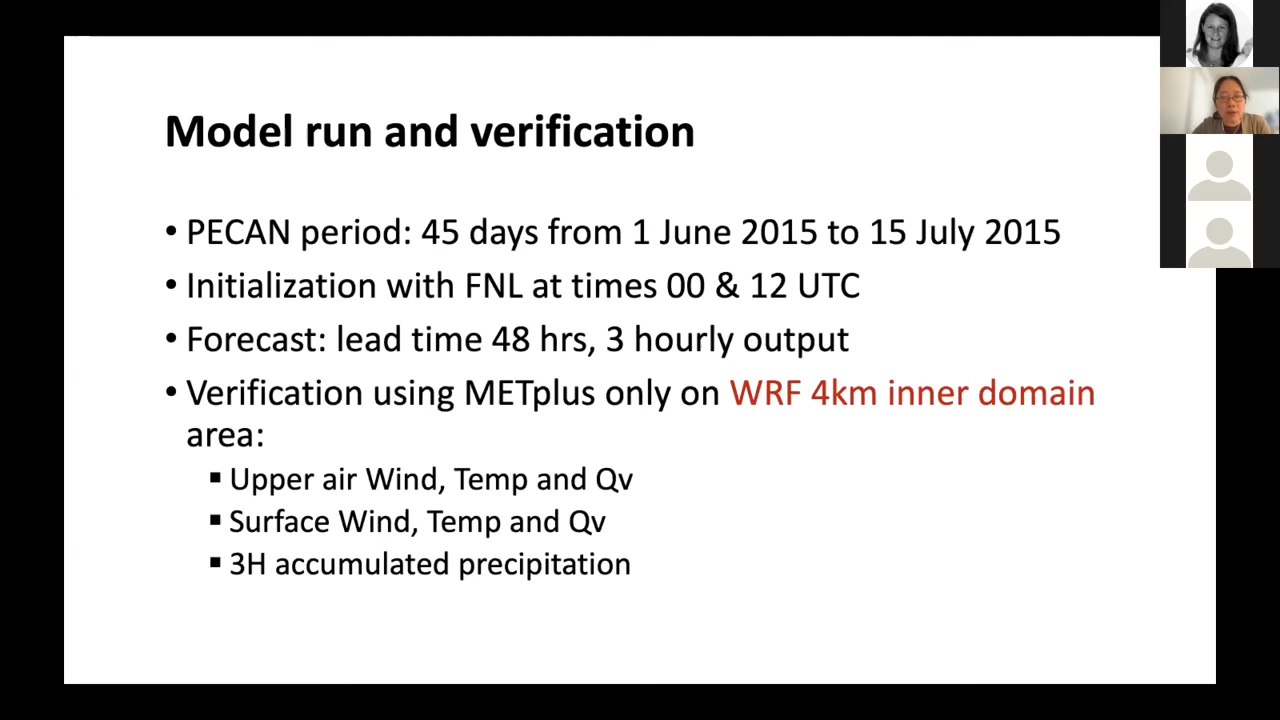 Model run and verification
• PECAN period: 45 days from 1 June 2015 to 15 July 2015
• Initialization with FNL at times 00 & 12 UTC
• Forecast: lead time 48 hrs, 3 hourly output
• Verification using METplus only on WRF 4km inner domain
area:
▪ Upper air Wind, Temp and Qv
▪ Surface Wind, Temp and Qv
▪ 3H accumulated precipitation